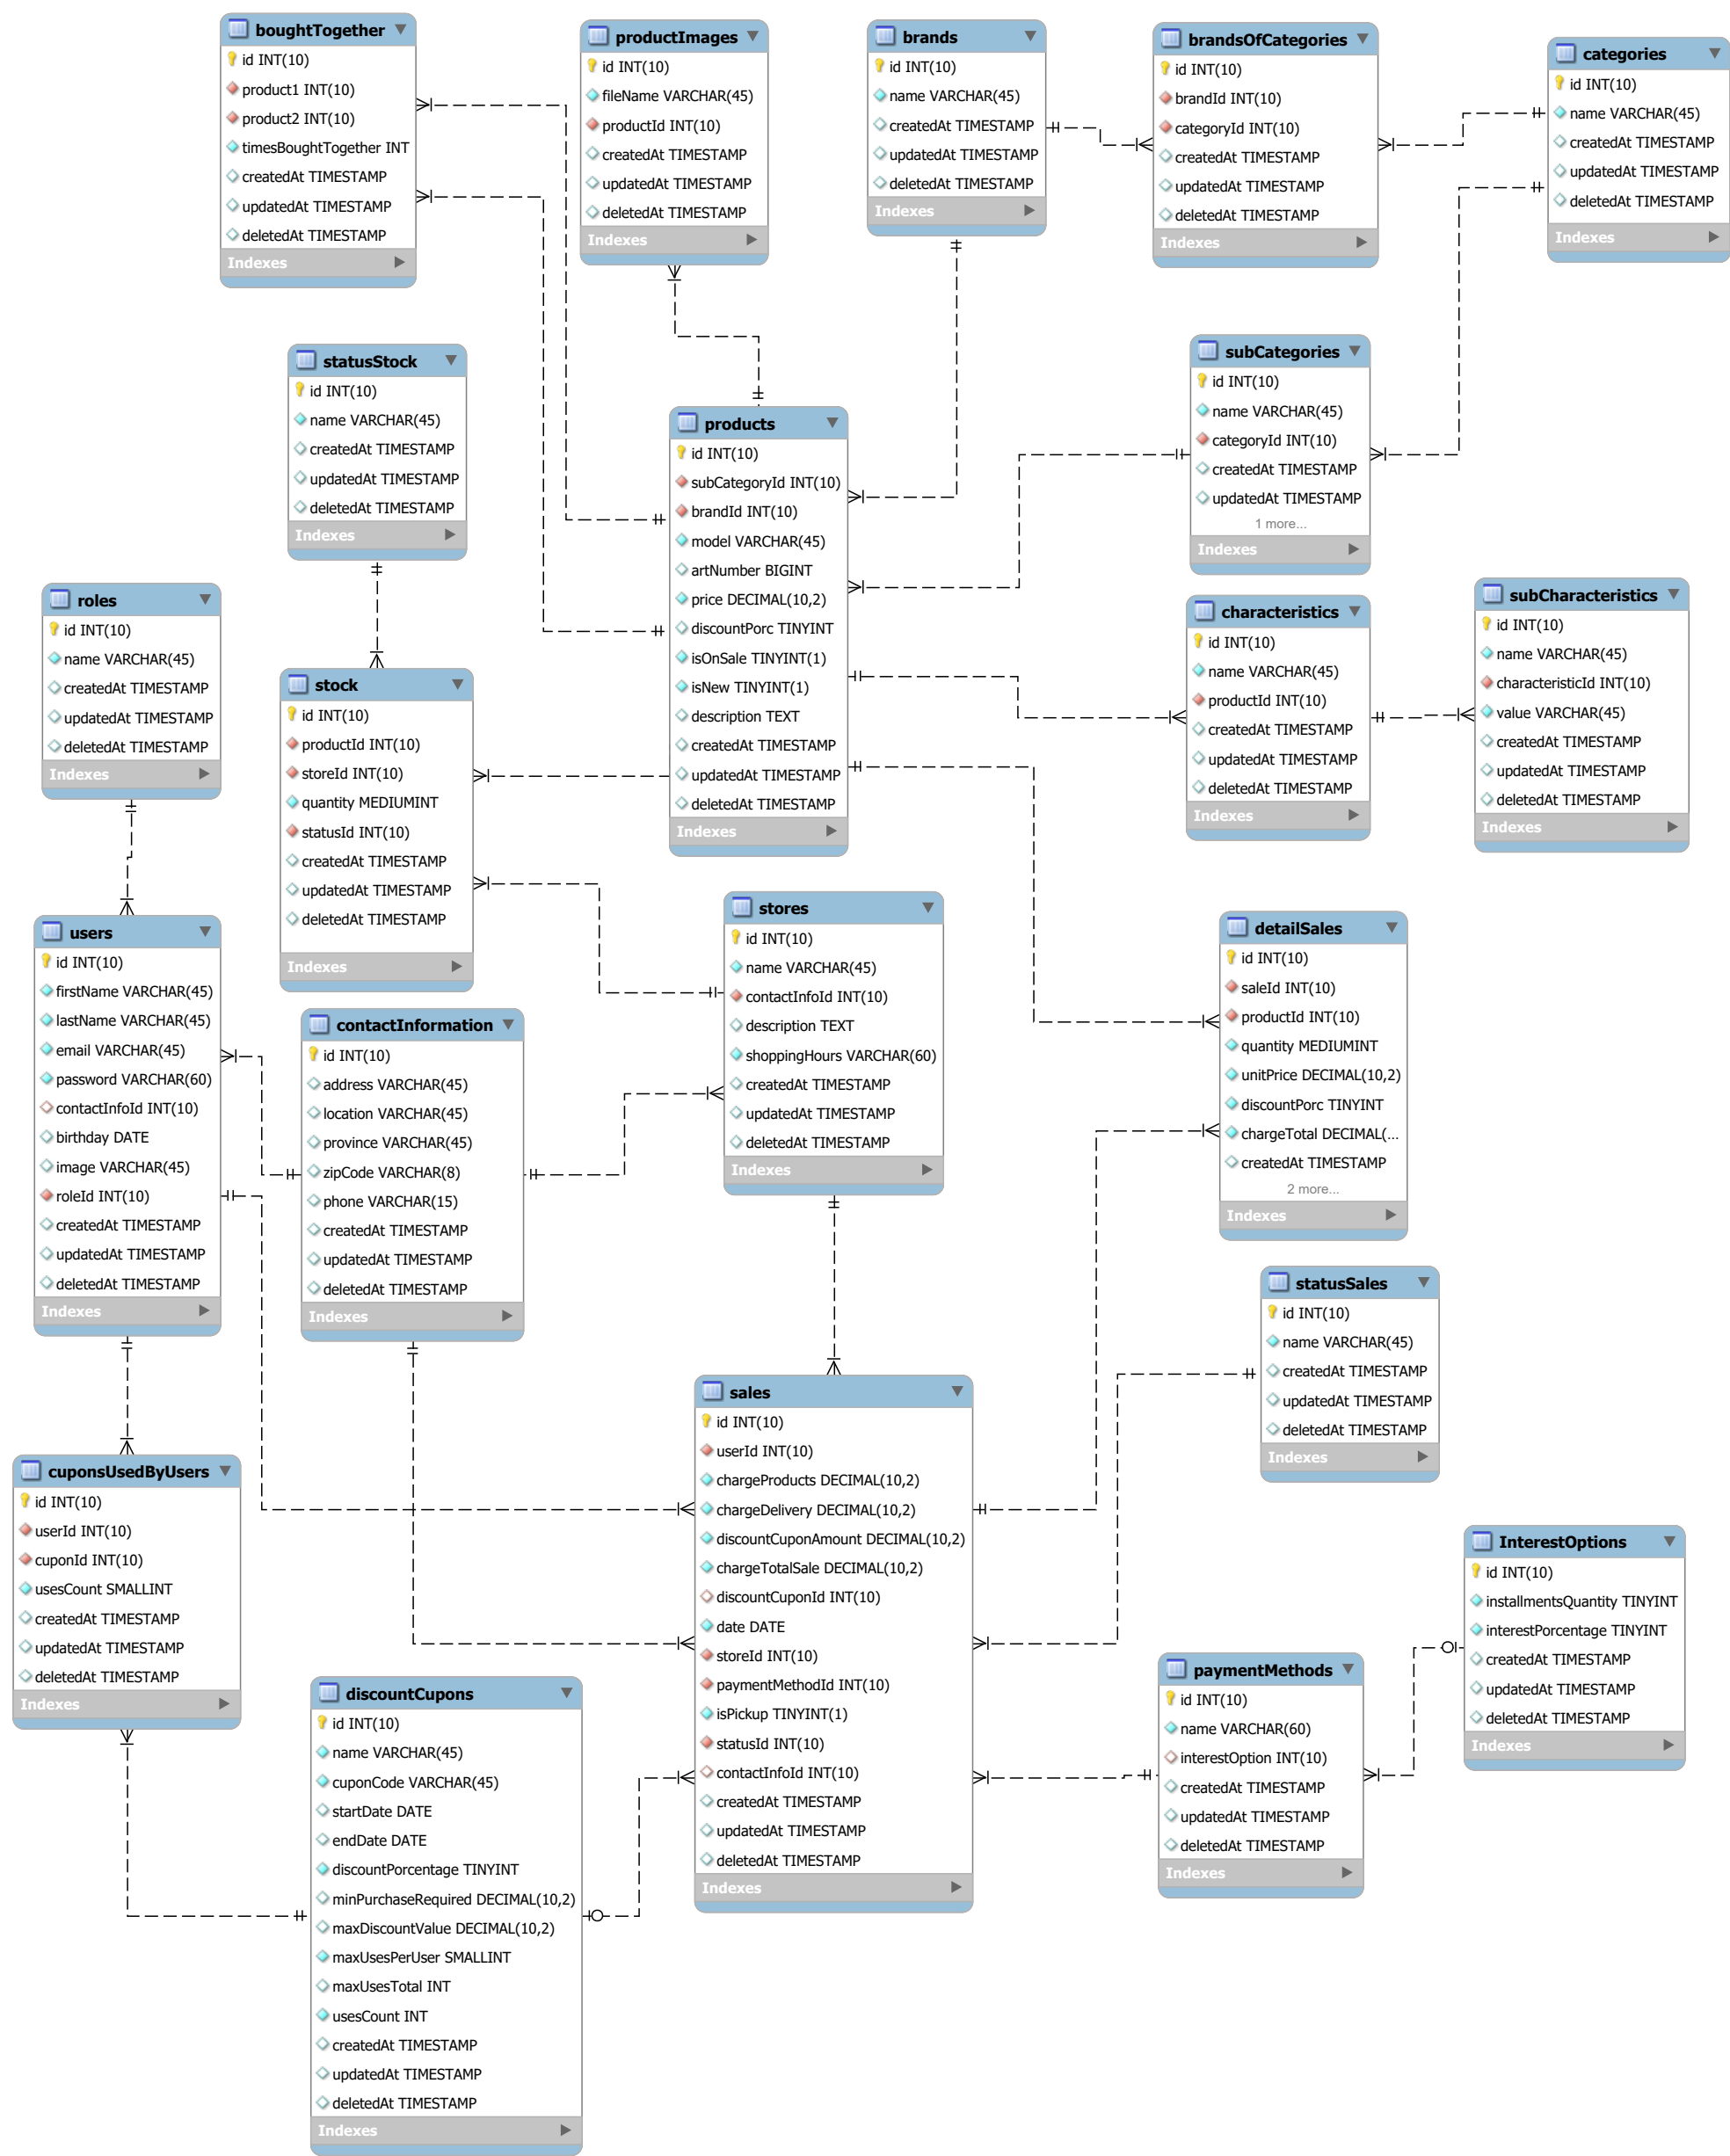 boughtTogether
id INT(10)
product1 INT(10)
product2 INT(10)
timesBoughtTogether INT
createdAt TIMESTAMP
updatedAt TIMESTAMP
deletedAt TIMESTAMP
Indexes
productImages
id INT(10)
fileName VARCHAR(45)
productId INT(10)
createdAt TIMESTAMP
updatedAt TIMESTAMP
deletedAt TIMESTAMP
Indexes
brands
id INT(10)
name VARCHAR(45)
createdAt TIMESTAMP
updatedAt TIMESTAMP
deletedAt TIMESTAMP
Indexes
brandsOfCategories
id INT(10)
brandId INT(10)
categoryId INT(10)
createdAt TIMESTAMP
updatedAt TIMESTAMP
deletedAt TIMESTAMP
Indexes
categories
id INT(10)
name VARCHAR(45)
createdAt TIMESTAMP
updatedAt TIMESTAMP
deletedAt TIMESTAMP
Indexes
statusStock
id INT(10)
name VARCHAR(45)
createdAt TIMESTAMP
updatedAt TIMESTAMP
deletedAt TIMESTAMP
Indexes
products
id INT(10)
subCategoryId INT(10)
brandId INT(10)
model VARCHAR(45)
artNumber BIGINT
price DECIMAL(10,2)
discountPorc TINYINT
isOnSale TINYINT(1)
isNew TINYINT(1)
description TEXT
createdAt TIMESTAMP
updatedAt TIMESTAMP
deletedAt TIMESTAMP
Indexes
subCategories
id INT(10)
name VARCHAR(45)
categoryId INT(10)
createdAt TIMESTAMP
updatedAt TIMESTAMP
1 more...
Indexes
roles
id INT(10)
name VARCHAR(45)
createdAt TIMESTAMP
updatedAt TIMESTAMP
deletedAt TIMESTAMP
Indexes
stock
id INT(10)
productId INT(10)
storeId INT(10)
quantity MEDIUMINT
statusId INT(10)
createdAt TIMESTAMP
updatedAt TIMESTAMP
deletedAt TIMESTAMP
Indexes
characteristics
id INT(10)
name VARCHAR(45)
productId INT(10)
createdAt TIMESTAMP
updatedAt TIMESTAMP
deletedAt TIMESTAMP
Indexes
subCharacteristics
id INT(10)
name VARCHAR(45)
characteristicId INT(10)
value VARCHAR(45)
createdAt TIMESTAMP
updatedAt TIMESTAMP
deletedAt TIMESTAMP
Indexes
users
id INT(10)
firstName VARCHAR(45)
lastName VARCHAR(45)
email VARCHAR(45)
password VARCHAR(60)
contactInfoId INT(10)
birthday DATE
image VARCHAR(45)
roleId INT(10)
createdAt TIMESTAMP
updatedAt TIMESTAMP
deletedAt TIMESTAMP
Indexes
contactInformation
id INT(10)
address VARCHAR(45)
location VARCHAR(45)
province VARCHAR(45)
zipCode VARCHAR(8)
phone VARCHAR(15)
createdAt TIMESTAMP
updatedAt TIMESTAMP
deletedAt TIMESTAMP
Indexes
stores
id INT(10)
name VARCHAR(45)
contactInfoId INT(10)
description TEXT
shoppingHours VARCHAR(60)
createdAt TIMESTAMP
updatedAt TIMESTAMP
deletedAt TIMESTAMP
Indexes
detailSales
id INT(10)
saleId INT(10)
productId INT(10)
quantity MEDIUMINT
unitPrice DECIMAL(10,2)
discountPorc TINYINT
chargeTotal DECIMAL(...
createdAt TIMESTAMP
2 more...
Indexes
statusSales
id INT(10)
name VARCHAR(45)
createdAt TIMESTAMP
updatedAt TIMESTAMP
deletedAt TIMESTAMP
Indexes
cuponsUsedByUsers
id INT(10)
userId INT(10)
cuponId INT(10)
usesCount SMALLINT
createdAt TIMESTAMP
updatedAt TIMESTAMP
deletedAt TIMESTAMP
Indexes
sales
id INT(10)
userId INT(10)
chargeProducts DECIMAL(10,2)
chargeDelivery DECIMAL(10,2)
discountCuponAmount DECIMAL(10,2)
chargeTotalSale DECIMAL(10,2)
discountCuponId INT(10)
date DATE
storeId INT(10)
paymentMethodId INT(10)
isPickup TINYINT(1)
statusId INT(10)
contactInfoId INT(10)
createdAt TIMESTAMP
updatedAt TIMESTAMP
deletedAt TIMESTAMP
Indexes
InterestOptions
id INT(10)
installmentsQuantity TINYINT
interestPorcentage TINYINT
createdAt TIMESTAMP
updatedAt TIMESTAMP
deletedAt TIMESTAMP
Indexes
paymentMethods
id INT(10)
name VARCHAR(60)
interestOption INT(10)
createdAt TIMESTAMP
updatedAt TIMESTAMP
deletedAt TIMESTAMP
Indexes
discountCupons
id INT(10)
name VARCHAR(45)
cuponCode VARCHAR(45)
startDate DATE
endDate DATE
discountPorcentage TINYINT
minPurchaseRequired DECIMAL(10,2)
maxDiscountValue DECIMAL(10,2)
maxUsesPerUser SMALLINT
maxUsesTotal INT
usesCount INT
createdAt TIMESTAMP
updatedAt TIMESTAMP
deletedAt TIMESTAMP
Indexes